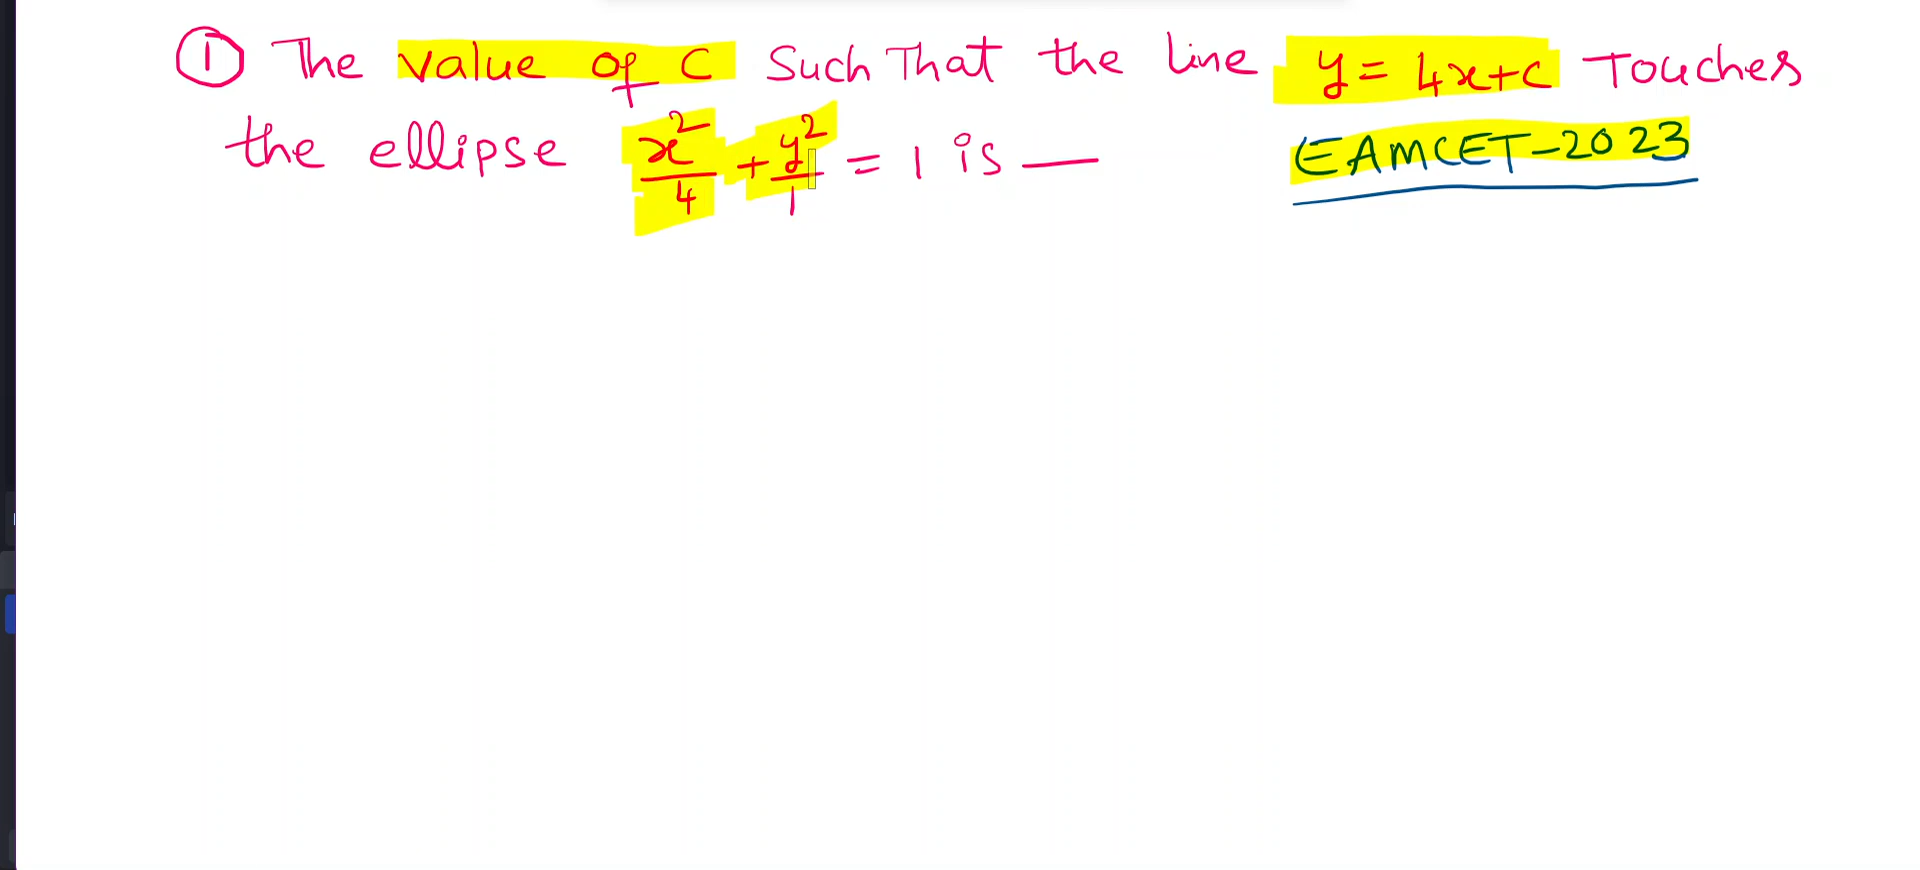 ① The value of C Such That the Line y = 4x+c Touches
the ellipse x²/4 + y²/1 = 1 is —
EAMCET-2023